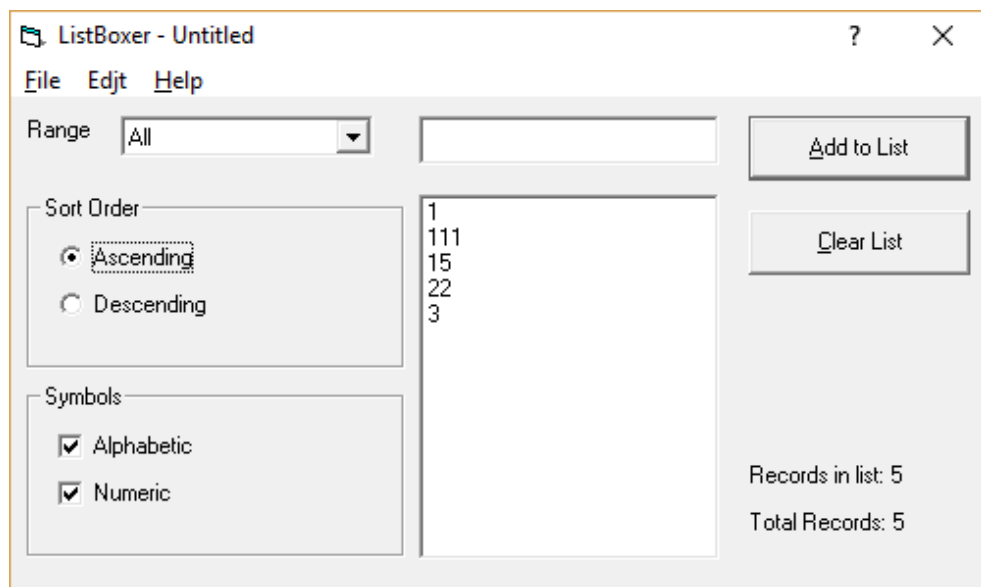 ListBoxer - Untitled
?
File Edjt Help
Range
All
Add to List
Sort Order
Ascending
Descending
1
111
15
22
3
Clear List
Symbols
Alphabetic
Numeric
Records in list: 5
Total Records: 5